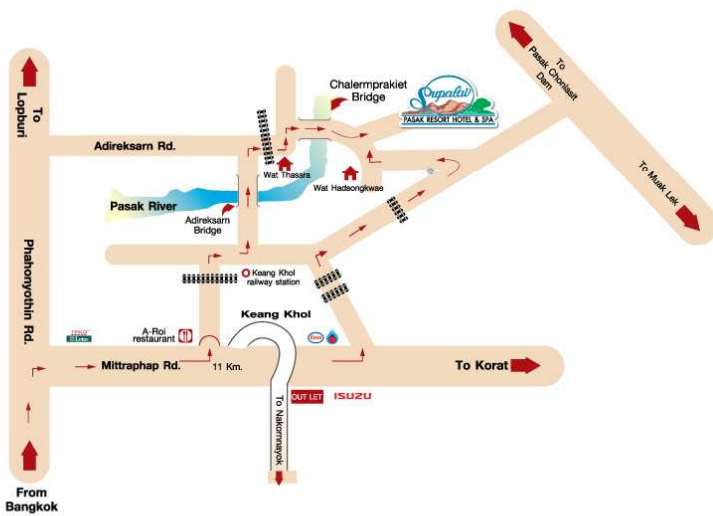 To
Pasak Chonlasit
Dam
To
Lopburi
Chalermprakiet
Bridge
Supalai
PASAK RESORT HOTEL & SPA
Adireksarn Rd.
Wat Thasara
Wat Hadsongkwae
To Muak Lek
Pasak River
Adireksarn
Bridge
Phahonyothin Rd.
Keang Khol
railway station
Keang Khol
A-Roi
restaurant
Esso
Mittraphap Rd.
11 Km.
To Korat
OUT LET
ISUZU
To Nakornnayok
From
Bangkok